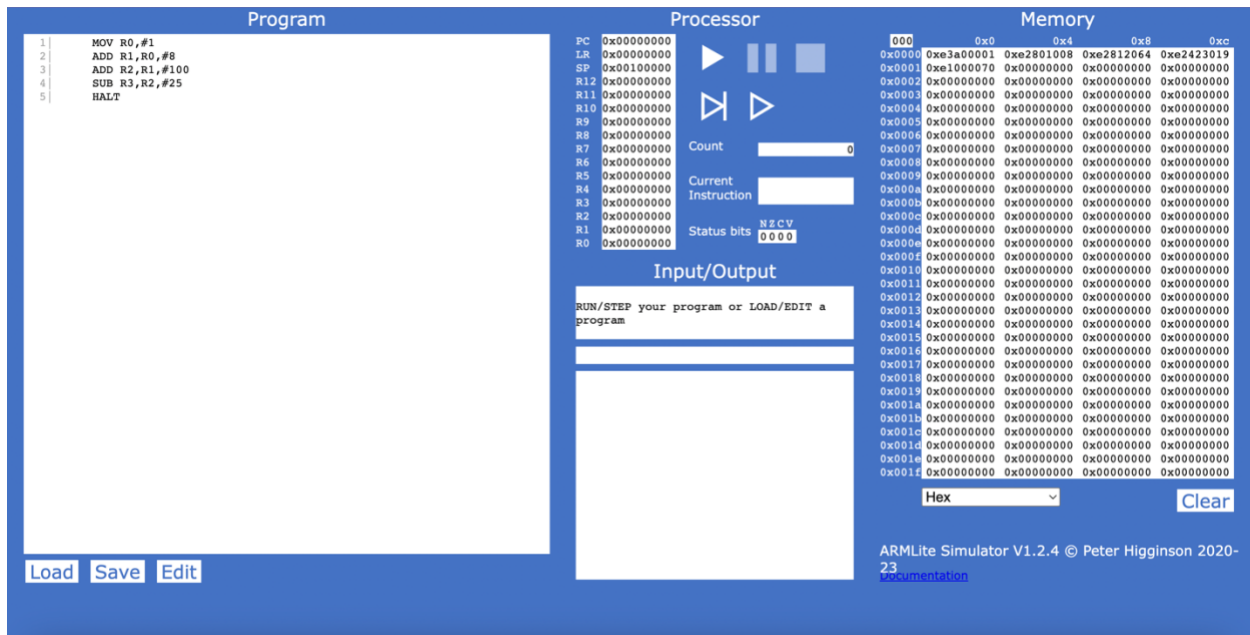 Program
1| MOV R0,#1
2| ADD R1,R0,#8
3| ADD R2,R1,#100
4| SUB R3,R2,#25
5| HALT
Load Save Edit
Processor
PC 0x00000000
LR 0x00000000
SP 0x00100000
R12 0x00000000
R11 0x00000000
R10 0x00000000
R9 0x00000000
R8 0x00000000
R7 0x00000000
R6 0x00000000
R5 0x00000000
R4 0x00000000
R3 0x00000000
R2 0x00000000
R1 0x00000000
R0 0x00000000
Count 0
Current
Instruction
NZCV
Status bits 0000
Input/Output
RUN/STEP your program or LOAD/EDIT a
program
Memory
000 0x0 0x4 0x8 0xc
0x0000 0xe3a00001 0xe2801008 0xe2812064 0xe2423019
0x0001 0xe1000070 0x00000000 0x00000000 0x00000000
0x0002 0x00000000 0x00000000 0x00000000 0x00000000
0x0003 0x00000000 0x00000000 0x00000000 0x00000000
0x0004 0x00000000 0x00000000 0x00000000 0x00000000
0x0005 0x00000000 0x00000000 0x00000000 0x00000000
0x0006 0x00000000 0x00000000 0x00000000 0x00000000
0x0007 0x00000000 0x00000000 0x00000000 0x00000000
0x0008 0x00000000 0x00000000 0x00000000 0x00000000
0x0009 0x00000000 0x00000000 0x00000000 0x00000000
0x000a 0x00000000 0x00000000 0x00000000 0x00000000
0x000b 0x00000000 0x00000000 0x00000000 0x00000000
0x000c 0x00000000 0x00000000 0x00000000 0x00000000
0x000d 0x00000000 0x00000000 0x00000000 0x00000000
0x000e 0x00000000 0x00000000 0x00000000 0x00000000
0x000f 0x00000000 0x00000000 0x00000000 0x00000000
0x0010 0x00000000 0x00000000 0x00000000 0x00000000
0x0011 0x00000000 0x00000000 0x00000000 0x00000000
0x0012 0x00000000 0x00000000 0x00000000 0x00000000
0x0013 0x00000000 0x00000000 0x00000000 0x00000000
0x0014 0x00000000 0x00000000 0x00000000 0x00000000
0x0015 0x00000000 0x00000000 0x00000000 0x00000000
0x0016 0x00000000 0x00000000 0x00000000 0x00000000
0x0017 0x00000000 0x00000000 0x00000000 0x00000000
0x0018 0x00000000 0x00000000 0x00000000 0x00000000
0x0019 0x00000000 0x00000000 0x00000000 0x00000000
0x001a 0x00000000 0x00000000 0x00000000 0x00000000
0x001b 0x00000000 0x00000000 0x00000000 0x00000000
0x001c 0x00000000 0x00000000 0x00000000 0x00000000
0x001d 0x00000000 0x00000000 0x00000000 0x00000000
0x001e 0x00000000 0x00000000 0x00000000 0x00000000
0x001f 0x00000000 0x00000000 0x00000000 0x00000000
Hex Clear
ARMLite Simulator V1.2.4 © Peter Higginson 2020-
23
Documentation